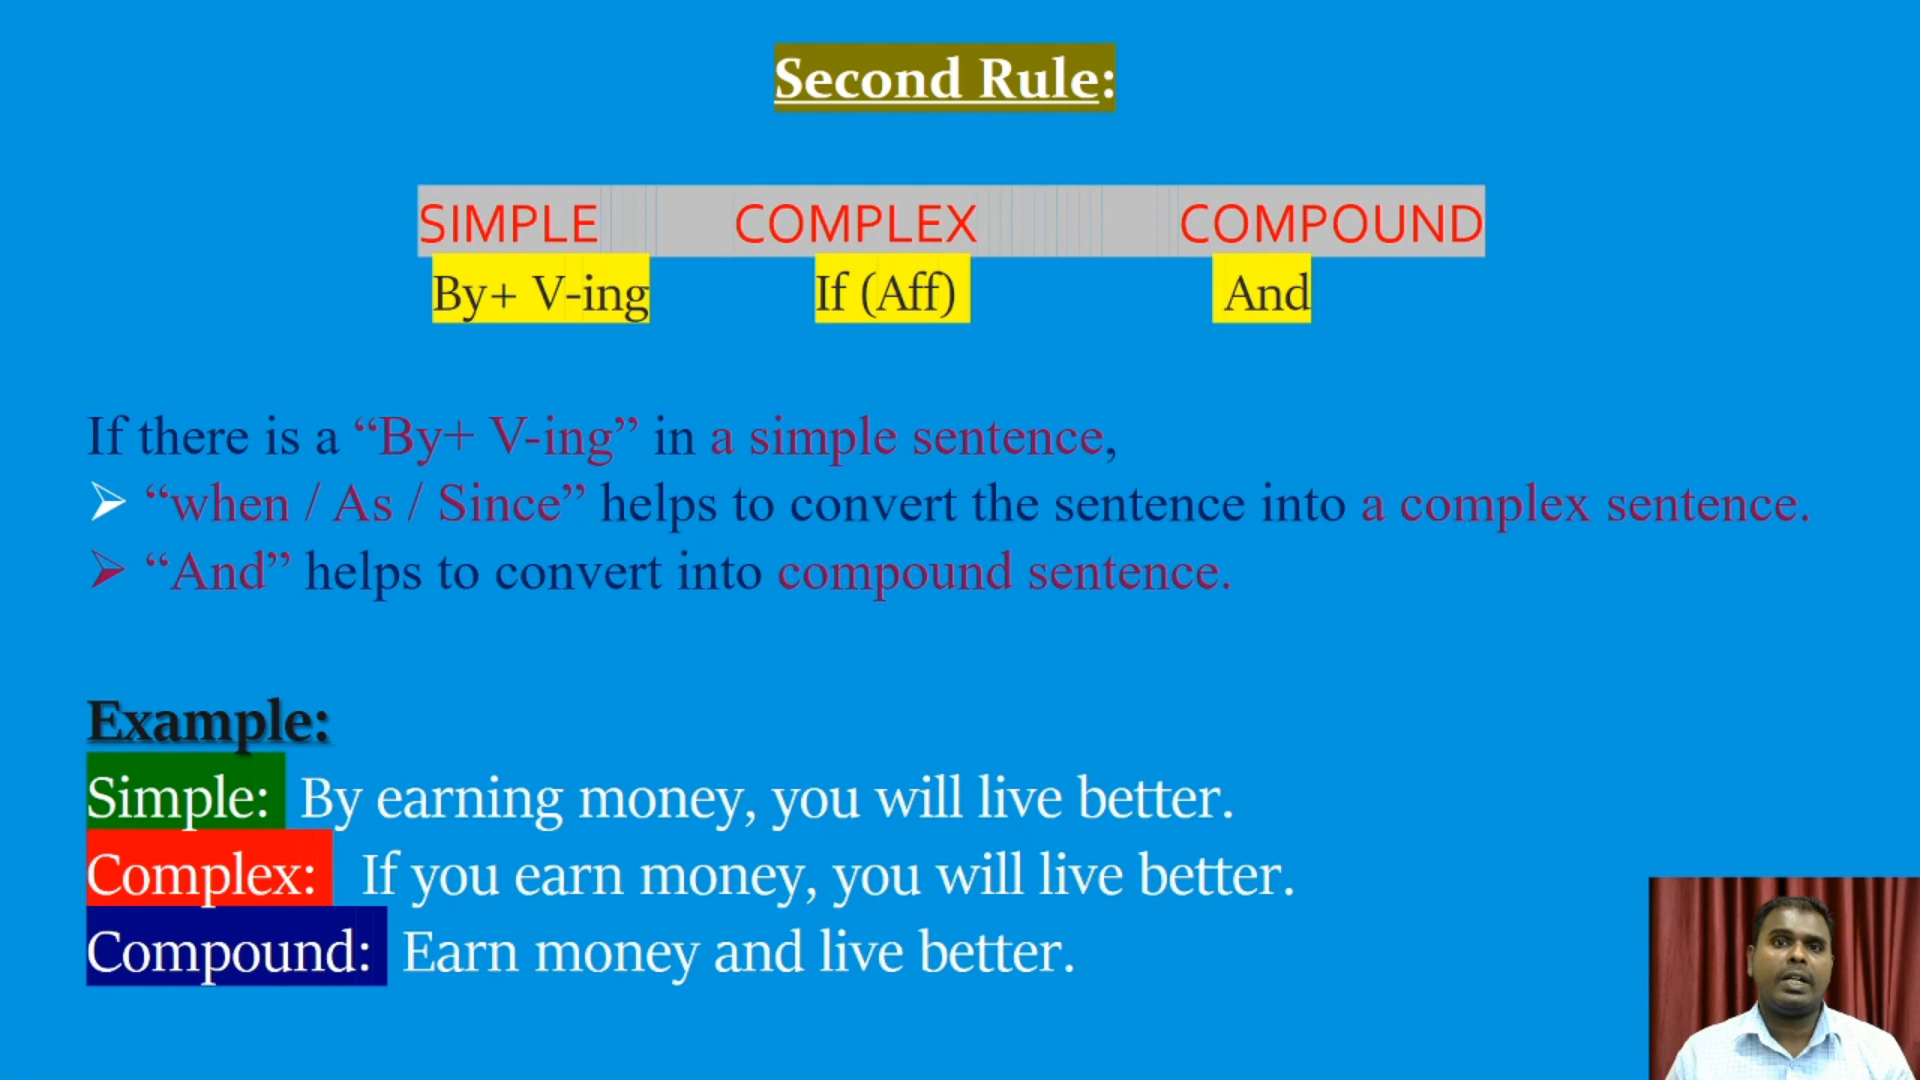 Second Rule:
SIMPLE COMPLEX COMPOUND
By+ V-ing If (Aff) And
If there is a “By+ V-ing” in a simple sentence,
➢ “when / As / Since” helps to convert the sentence into a complex sentence.
➢ “And” helps to convert into compound sentence.
Example:
Simple: By earning money, you will live better.
Complex: If you earn money, you will live better.
Compound: Earn money and live better.